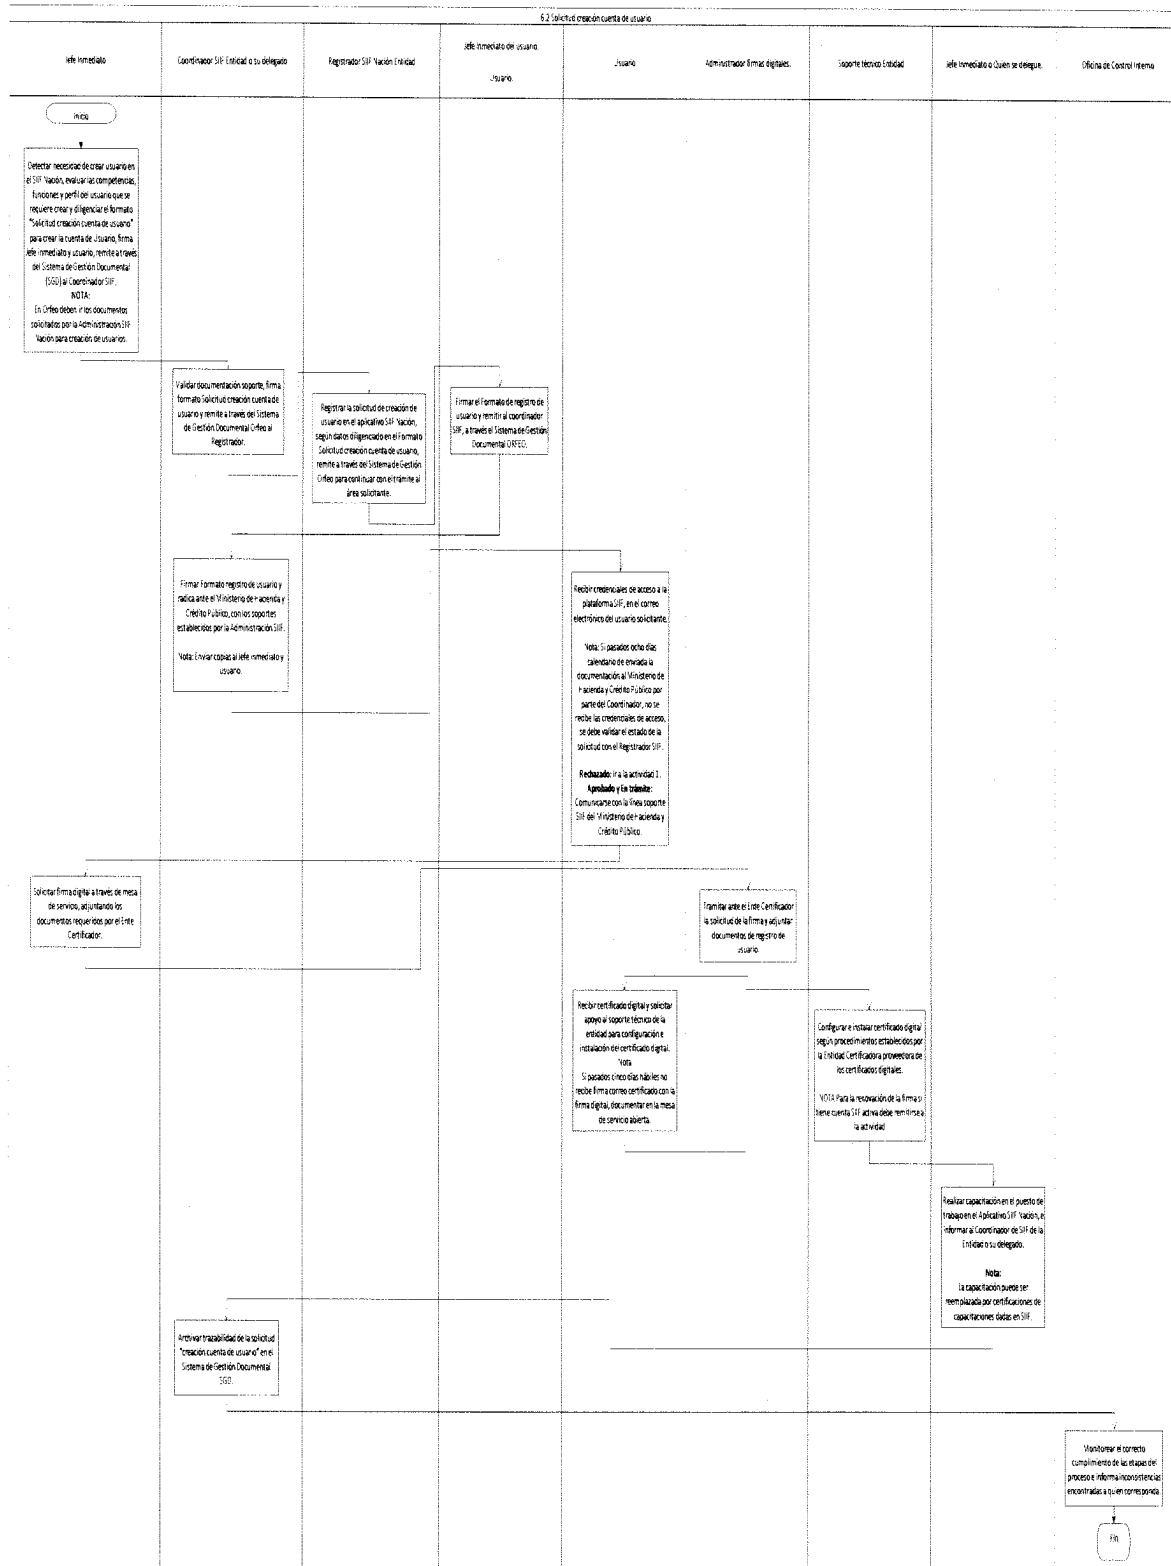 6.2 Solicitud creación cuenta de usuario
Jefe Inmediato
Coordinador SIIF Entidad o su delegado
Registrador SIIF Nación Entidad
Jefe Inmediato del usuario.
Usuario.
Usuario
Administrador firmas digitales.
Soporte técnico Entidad
Jefe Inmediato o Quien se delegue.
Oficina de Control Interno
Inicio
Detectar necesidad de crear usuario en
el SIIF Nación, evaluar las competencias,
funciones y perfil del usuario que se
requiere crear y diligenciar el formato
"Solicitud creación cuenta de usuario"
para crear la cuenta de Usuario, firma
Jefe inmediato y usuario, remite a través
del Sistema de Gestión Documental
(SGD) al Coordinador SIIF.
NOTA:
En Orfeo deben ir los documentos
solicitados por la Administración SIIF
Nación para creación de usuarios.
Validar documentación soporte, firma
formato Solicitud creación cuenta de
usuario y remite a través del Sistema
de Gestión Documental Orfeo al
Registrador.
Registrar la solicitud de creación de
usuario en el aplicativo SIIF Nación,
según datos diligenciado en el Formato
Solicitud creación cuenta de usuario,
remite a través del Sistema de Gestión
Orfeo para continuar con el trámite al
área solicitante.
Firmar el Formato de registro de
usuario y remitir al coordinador
SIIF, a través el Sistema de Gestión
Documental ORFEO.
Firmar Formato registro de usuario y
radica ante el Ministerio de Hacienda y
Crédito Público, con los soportes
establecidos por la Administración SIIF.
Nota: Enviar copias al Jefe inmediato y
usuario.
Recibir credenciales de acceso a la
plataforma SIIF, en el correo
electrónico del usuario solicitante.
Nota: Si pasados ocho días
calendario de enviada la
documentación al Ministerio de
Hacienda y Crédito Público por
parte del Coordinador, no se
recibe las credenciales de acceso,
se debe validar el estado de la
solicitud con el Registrador SIIF.
Rechazado: ir a la actividad 1.
Aprobado y En trámite:
Comunicarse con la línea soporte
SIIF del Ministerio de Hacienda y
Crédito Público.
Solicitar firma digital a través de mesa
de servicio, adjuntando los
documentos requeridos por el Ente
Certificador.
Tramitar ante el Ente Certificador
la solicitud de la firma y adjuntar
documentos de registro de
usuario.
Recibir certificado digital y solicitar
apoyo al soporte técnico de la
entidad para configuración e
instalación del certificado digital.
Nota
Si pasados cinco días hábiles no
recibe firma correo certificado con la
firma digital, documentar en la mesa
de servicio abierta.
Configurar e instalar certificado digital
según procedimientos establecidos por
la Entidad Certificadora proveedora de
los certificados digitales.
NOTA Para la renovación de la firma si
tiene cuenta SIIF activa debe remitirse a
la actividad
Realizar capacitación en el puesto de
trabajo en el Aplicativo SIIF Nación, e
informar al Coordinador de SIIF de la
Entidad o su delegado.
Nota:
La capacitación puede ser
reemplazada por certificaciones de
capacitaciones dadas en SIIF.
Archivar trazabilidad de la solicitud
"creación cuenta de usuario" en el
Sistema de Gestión Documental
SGD.
Monitorear el correcto
cumplimiento de las etapas del
proceso e informa inconsistencias
encontradas a quien corresponda.
Fin